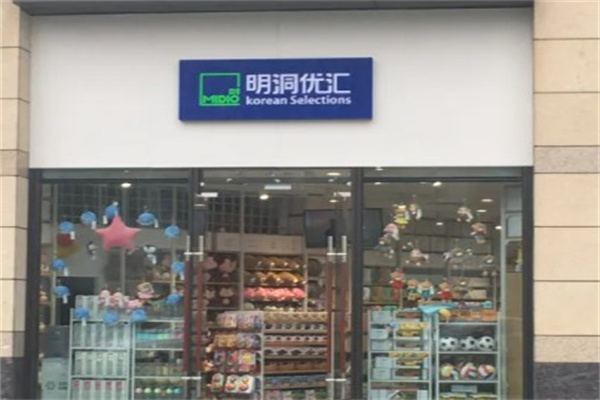 明洞优汇
MIDIO
korean Selections